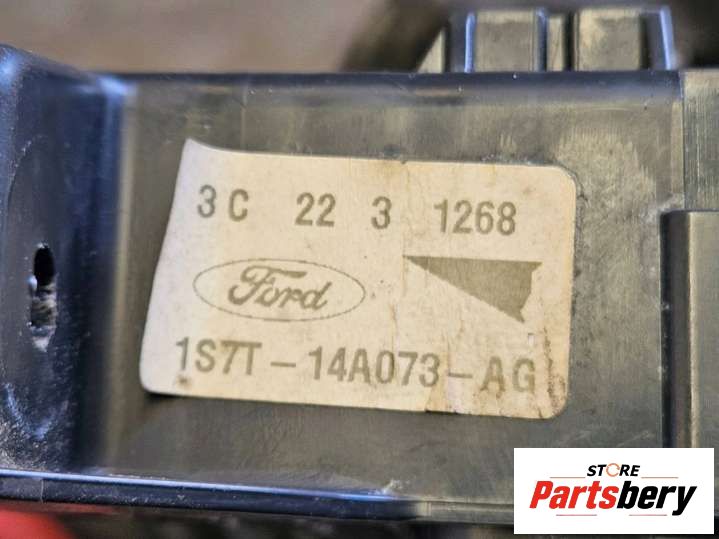 3C 22 3 1268
Ford
1S7T-14A073-AG
STORE
Partsbery